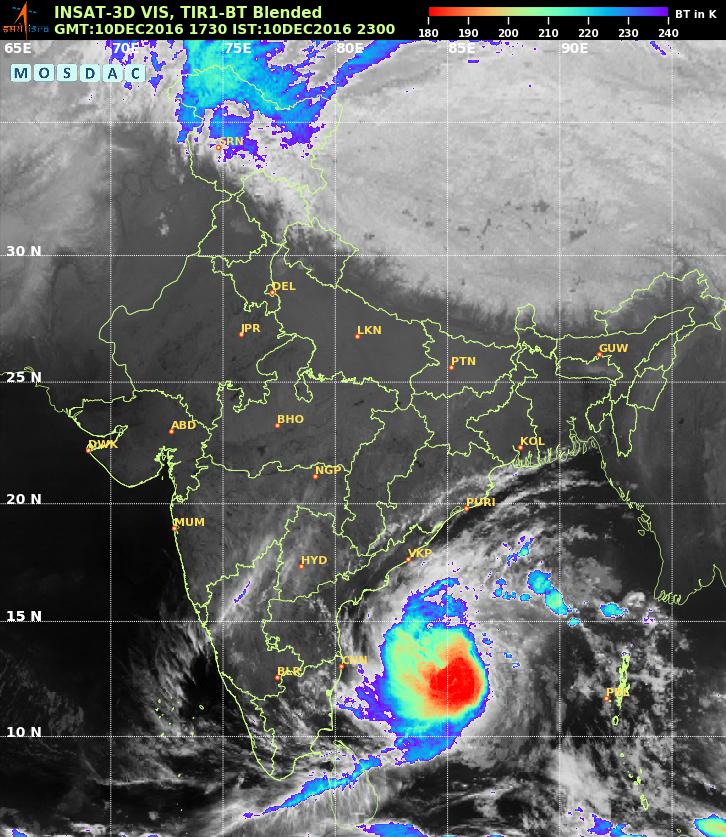 INSAT-3D VIS, TIR1-BT Blended
GMT:10DEC2016 1730 IST:10DEC2016 2300
BT in K
180 190 200 210 220 230 240
65E 70E 75E 80E 85E 90E
M O S D A C
SRN
30 N
DEL
JPR LKN
GUW
PTN
25 N
ABD BHO
DWK KOL
NGP
20 N PURI
MUM
VKP
HYD
15 N
CHN
BLR
PBL
10 N